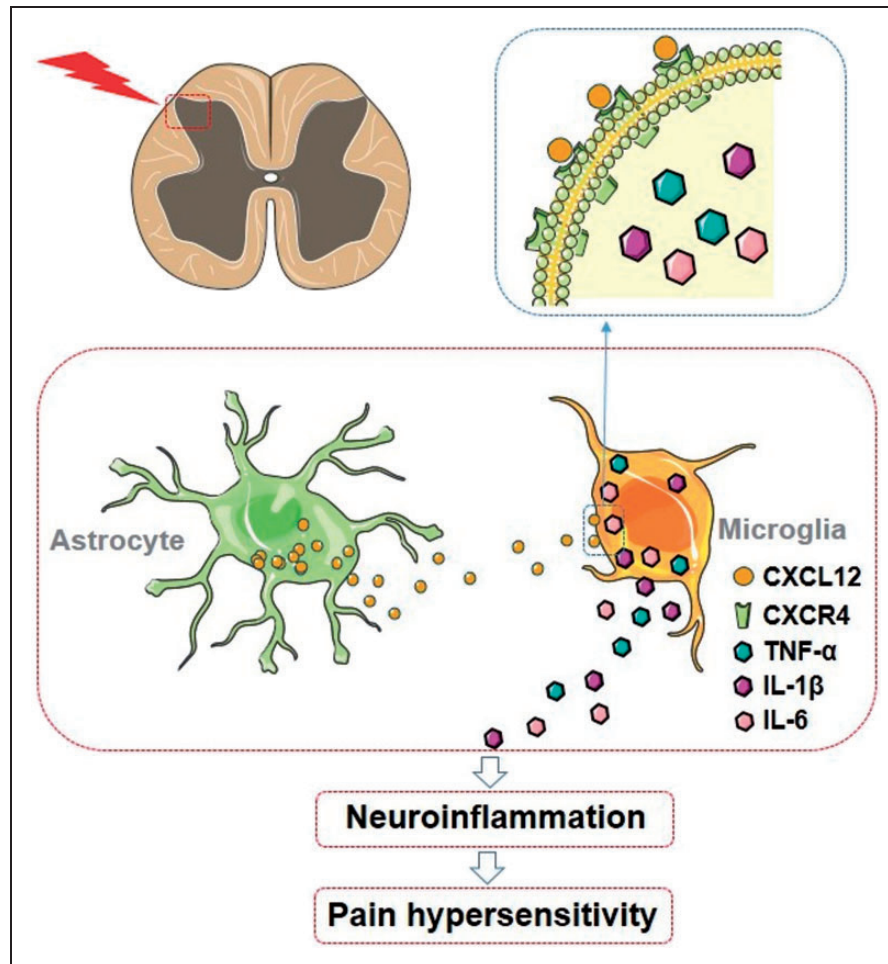 Astrocyte
Microglia
CXCL12
CXCR4
TNF-α
IL-1β
IL-6
Neuroinflammation
Pain hypersensitivity